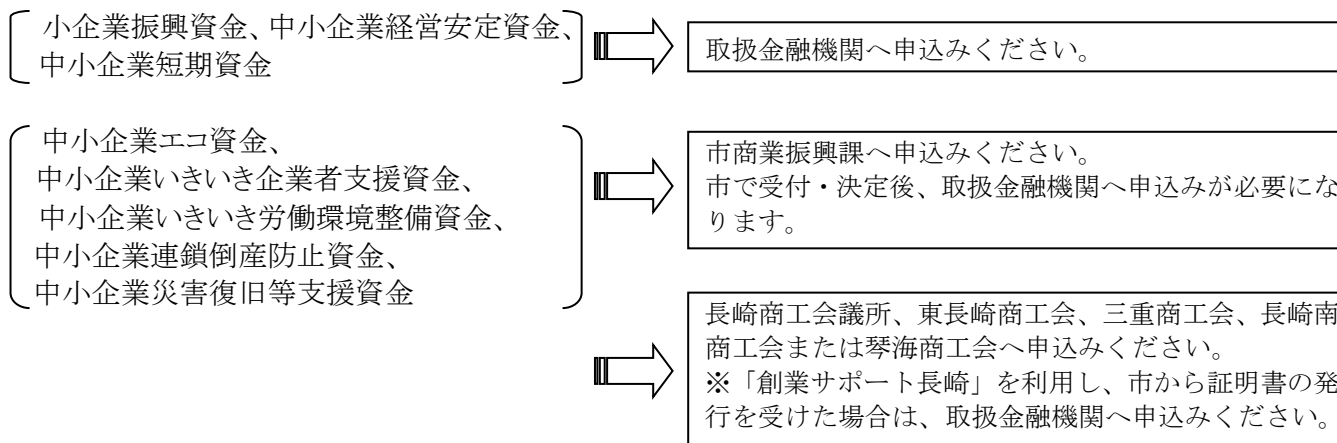 小企業振興資金、中小企業経営安定資金、
中小企業短期資金
取扱金融機関へ申込みください。
中小企業エコ資金、
中小企業いきいき企業者支援資金、
中小企業いきいき労働環境整備資金、
中小企業連鎖倒産防止資金、
中小企業災害復旧等支援資金
市商業振興課へ申込みください。
市で受付・決定後、取扱金融機関へ申込みが必要にな
ります。
長崎商工会議所、東長崎商工会、三重商工会、長崎南
商工会または琴海商工会へ申込みください。
※「創業サポート長崎」を利用し、市から証明書の発
行を受けた場合は、取扱金融機関へ申込みください。